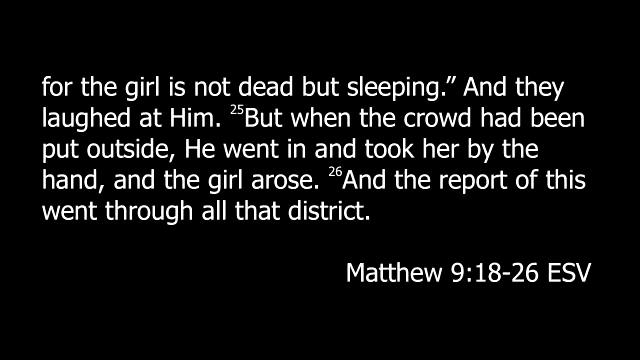 for the girl is not dead but sleeping.” And they
laughed at Him. ²⁵But when the crowd had been
put outside, He went in and took her by the
hand, and the girl arose. ²⁶And the report of this
went through all that district.
Matthew 9:18-26 ESV